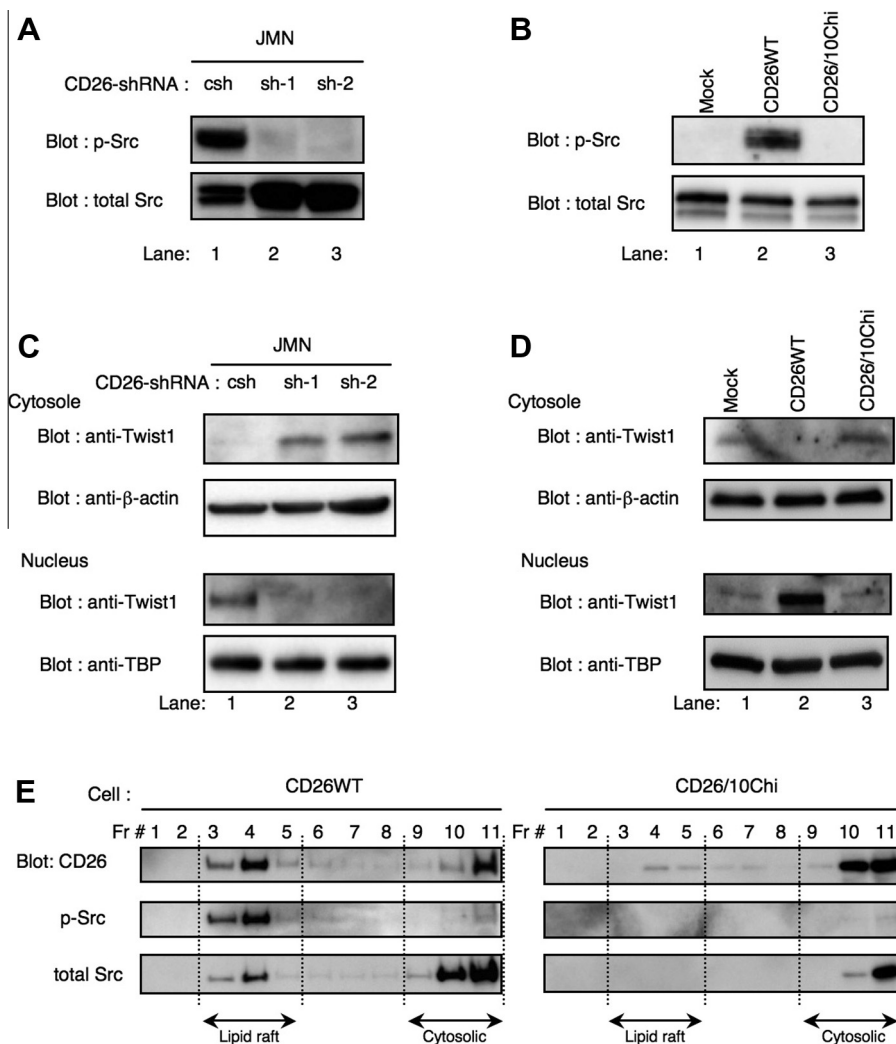 A
JMN
CD26-shRNA : csh sh-1 sh-2
Blot : p-Src
Blot : total Src
Lane: 1 2 3
B
Mock CD26WT CD26/10Chi
Blot : p-Src
Blot : total Src
Lane: 1 2 3
C
JMN
CD26-shRNA : csh sh-1 sh-2
Cytosole
Blot : anti-Twist1
Blot : anti-β-actin
Nucleus
Blot : anti-Twist1
Blot : anti-TBP
Lane: 1 2 3
D
Mock CD26WT CD26/10Chi
Cytosole
Blot : anti-Twist1
Blot : anti-β-actin
Nucleus
Blot : anti-Twist1
Blot : anti-TBP
Lane: 1 2 3
E
Cell : CD26WT CD26/10Chi
Fr # 1 2 3 4 5 6 7 8 9 10 11 Fr # 1 2 3 4 5 6 7 8 9 10 11
Blot: CD26
p-Src
total Src
Lipid raft Cytosolic Lipid raft Cytosolic